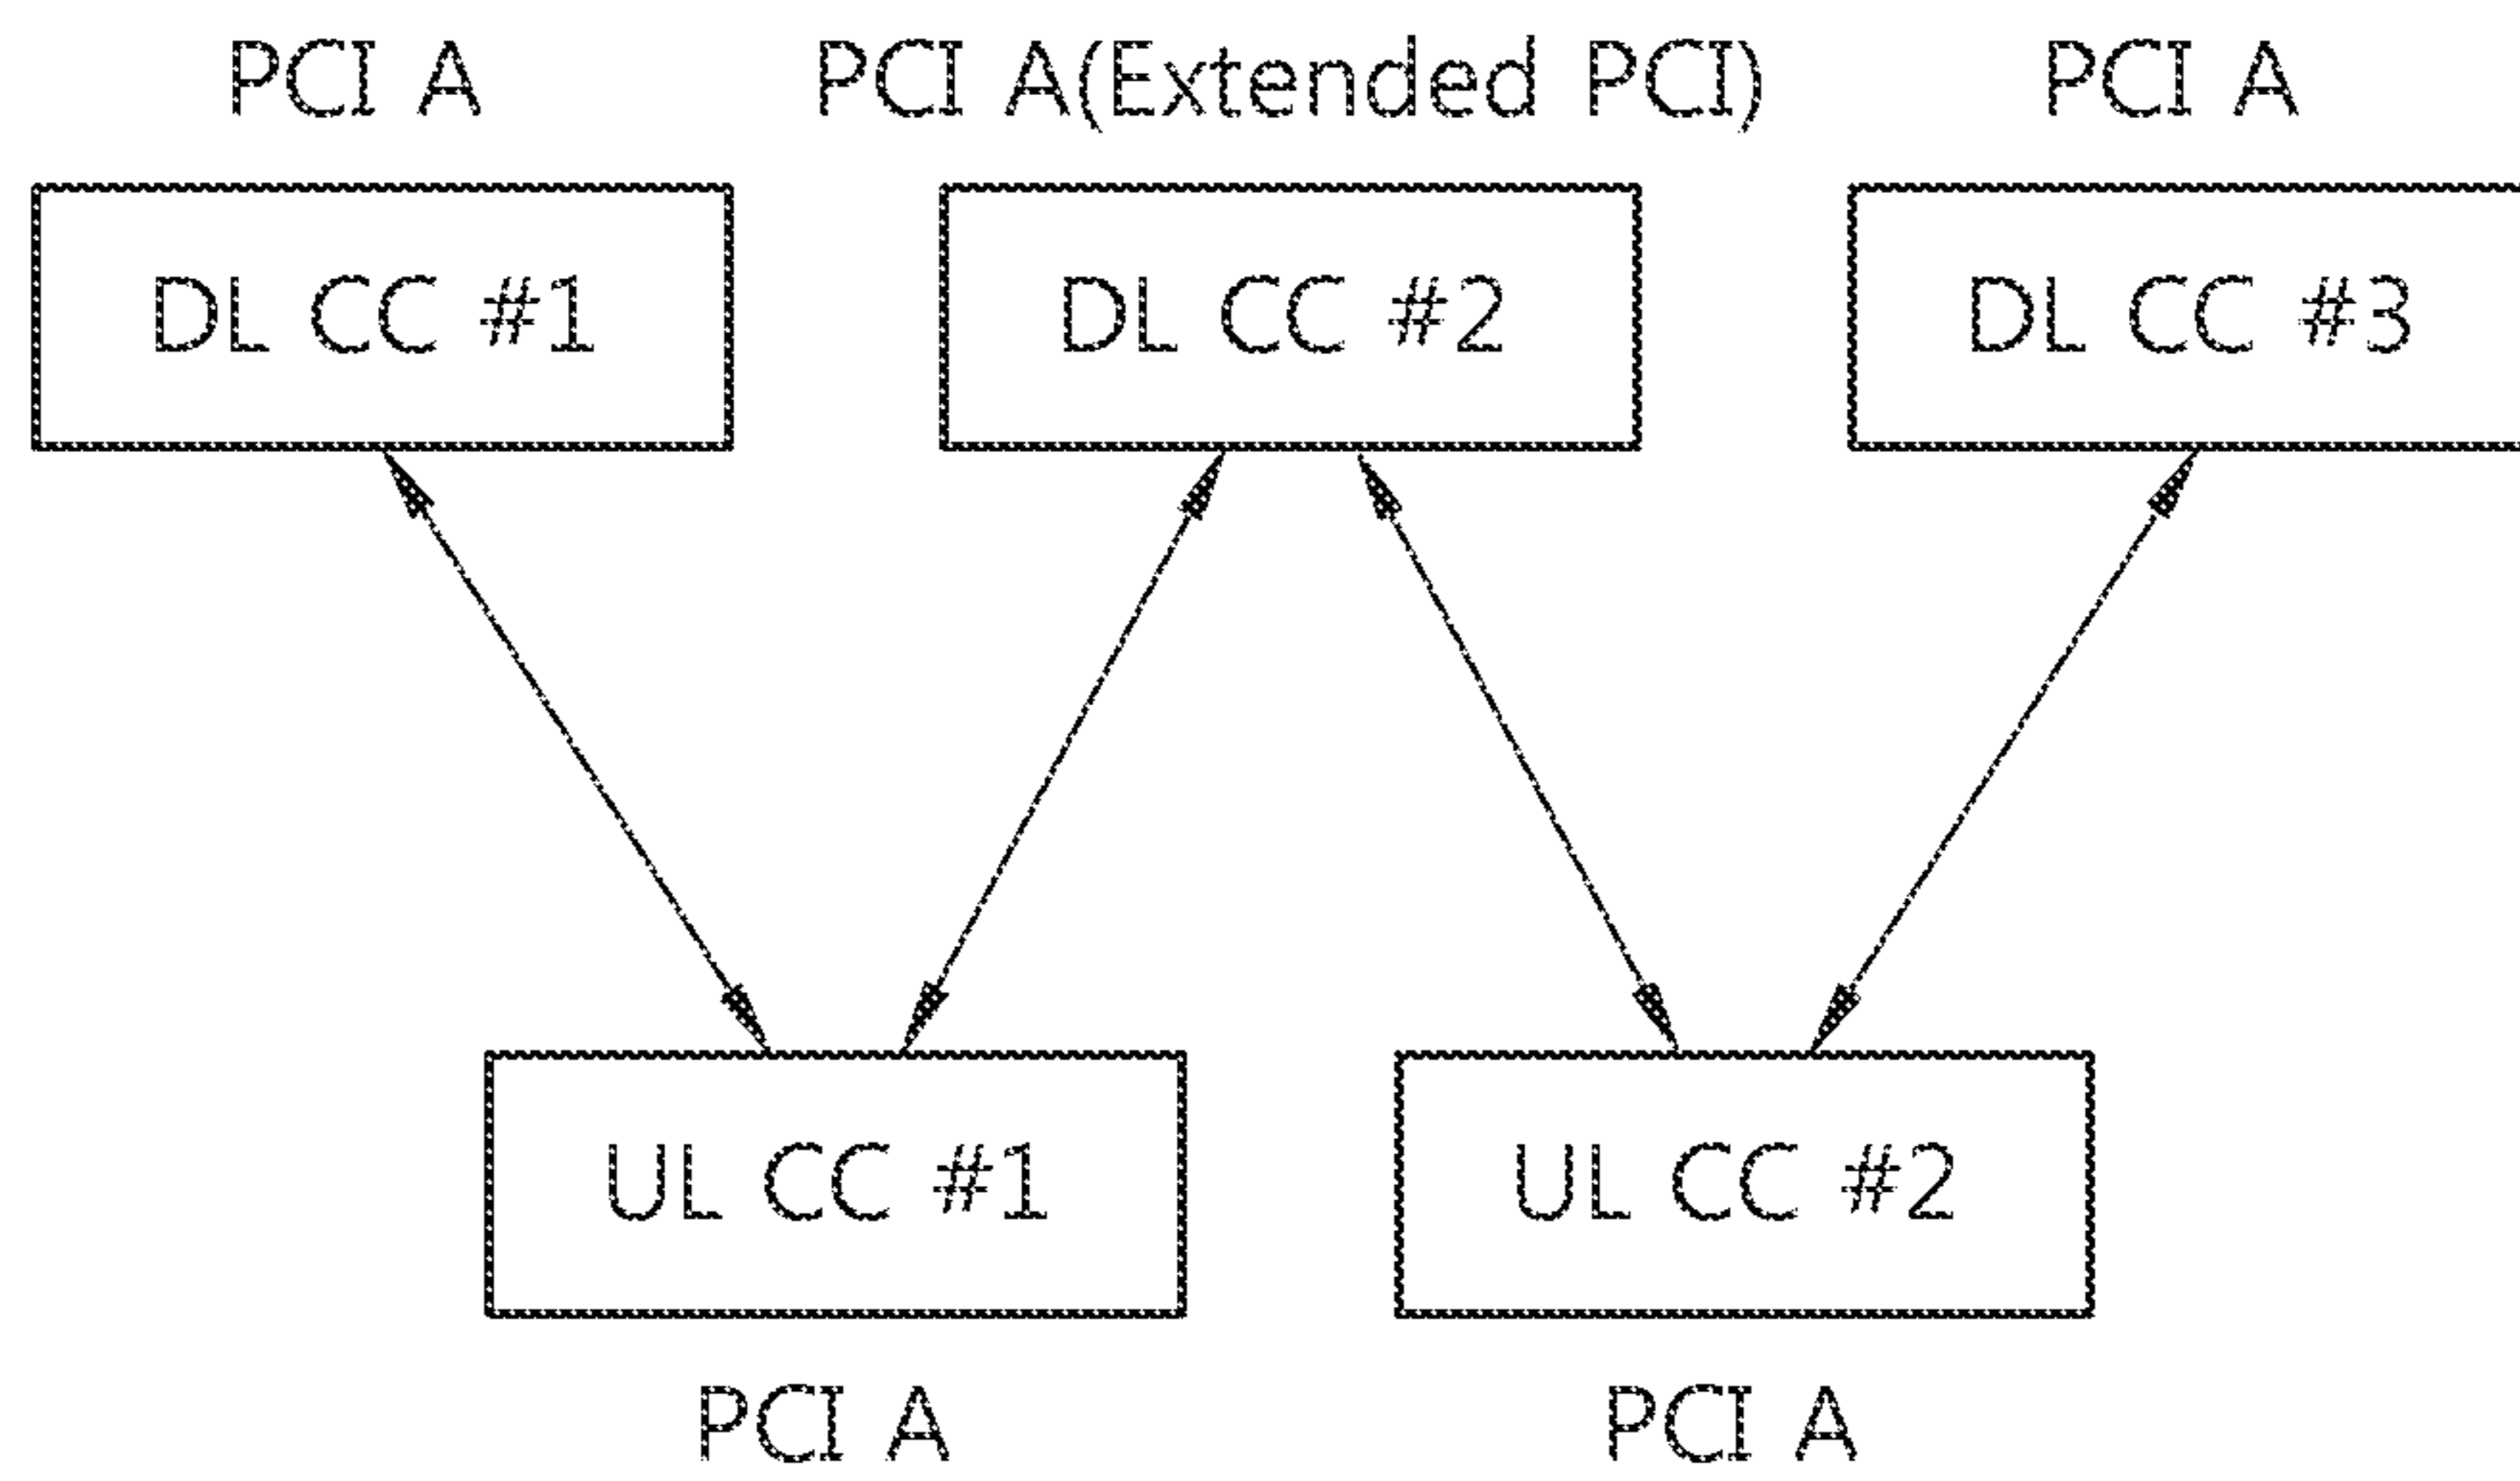 PCI A PCI A(Extended PCI) PCI A
DL CC #1 DL CC #2 DL CC #3
UL CC #1 UL CC #2
PCI A PCI A